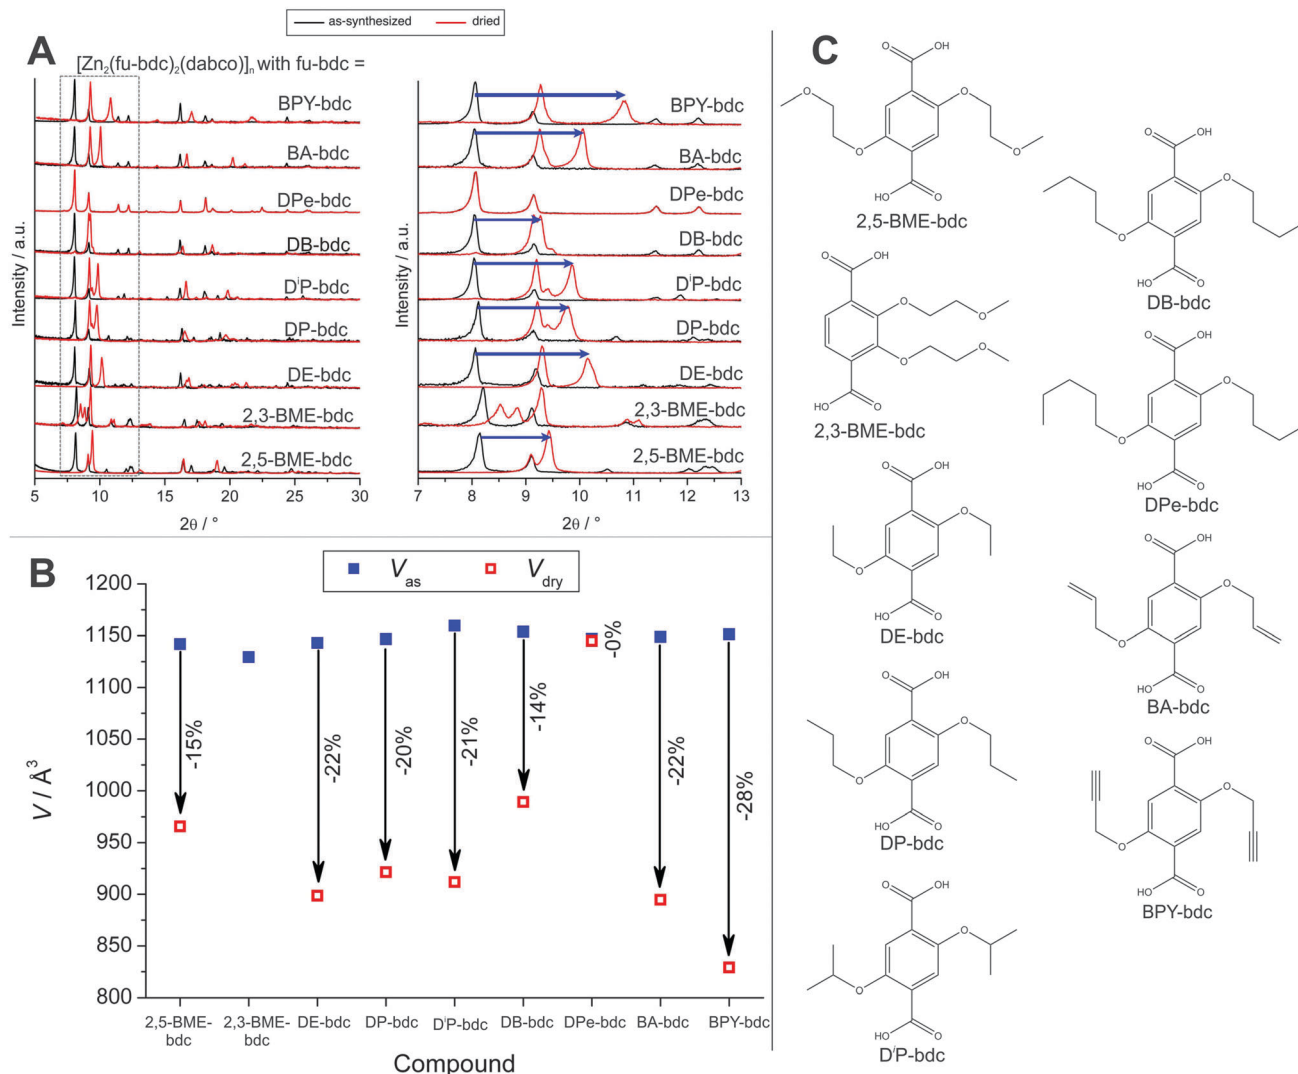 as-synthesized dried
A
[Zn2(fu-bdc)2(dabco)]n with fu-bdc =
BPY-bdc
BA-bdc
DPe-bdc
DB-bdc
DiP-bdc
DP-bdc
DE-bdc
2,3-BME-bdc
2,5-BME-bdc
Intensity / a.u.
5 10 15 20 25 30
2θ / °
BPY-bdc
BA-bdc
DPe-bdc
DB-bdc
DiP-bdc
DP-bdc
DE-bdc
2,3-BME-bdc
2,5-BME-bdc
Intensity / a.u.
7 8 9 10 11 12 13
2θ / °
B
Vas Vdry
1200
1150
1100
1050
1000
950
900
850
800
V / Å3
-15%
-22%
-20%
-21%
-14%
-0%
-22%
-28%
2,5-BME-bdc
2,3-BME-bdc
DE-bdc
DP-bdc
DiP-bdc
DB-bdc
DPe-bdc
BA-bdc
BPY-bdc
Compound
C
O OH
O O
O O
HO O
2,5-BME-bdc
O OH
O O
O O
HO O
2,3-BME-bdc
O OH
O
O
HO O
DE-bdc
O OH
O
O
HO O
DP-bdc
O OH
O
O
HO O
DiP-bdc
O OH
O
O
HO O
DB-bdc
O OH
O
O
HO O
DPe-bdc
O OH
O
O
HO O
BA-bdc
O OH
O
O
HO O
BPY-bdc